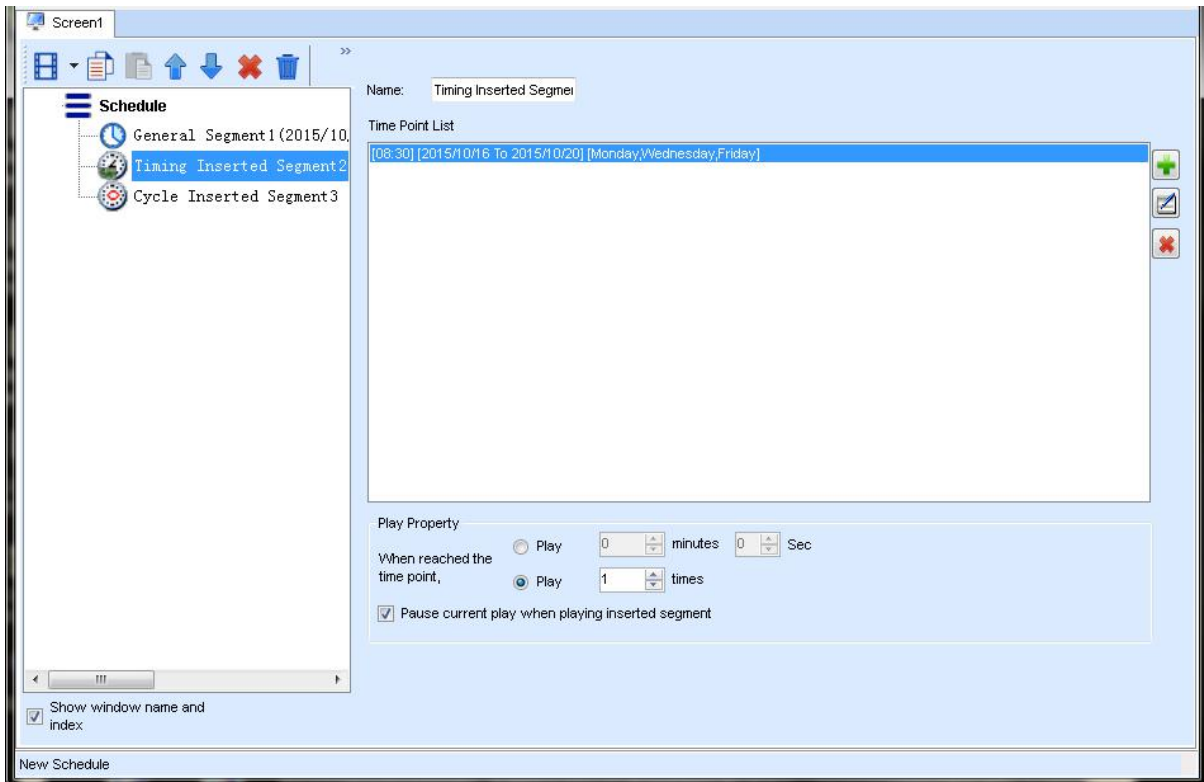 Screen1
»
Schedule
General Segment1(2015/10,
Timing Inserted Segment2
Cycle Inserted Segment3
Name: Timing Inserted Segmei
Time Point List
[08:30] [2015/10/16 To 2015/10/20] [Monday,Wednesday,Friday]
Play Property
When reached the
time point,
Play 0 minutes 0 Sec
Play 1 times
Pause current play when playing inserted segment
Show window name and
index
New Schedule